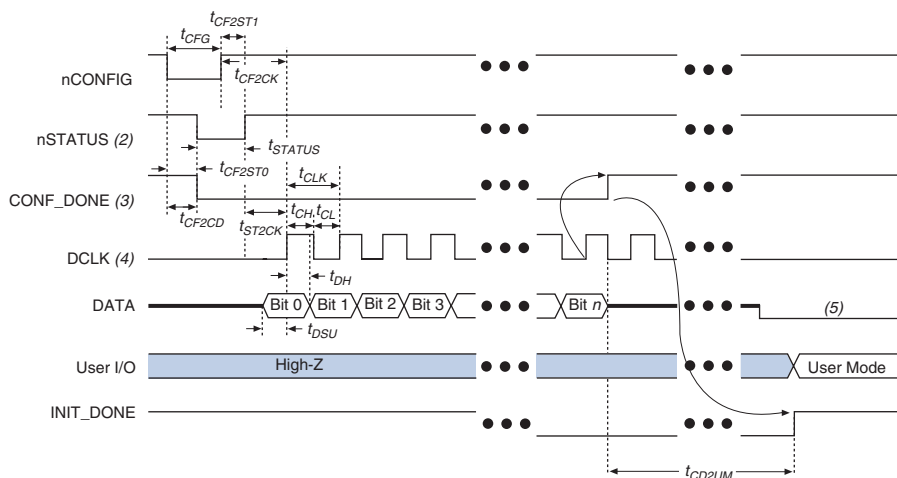 tCF2ST1
tCFG
nCONFIG
tCF2CK
nSTATUS (2)
tSTATUS
tCF2ST0
tCLK
CONF_DONE (3)
tCF2CD
tST2CK
tCH
tCL
DCLK (4)
tDH
DATA
Bit 0
Bit 1
Bit 2
Bit 3
Bit n
(5)
tDSU
User I/O
High-Z
User Mode
INIT_DONE
tCD2UM